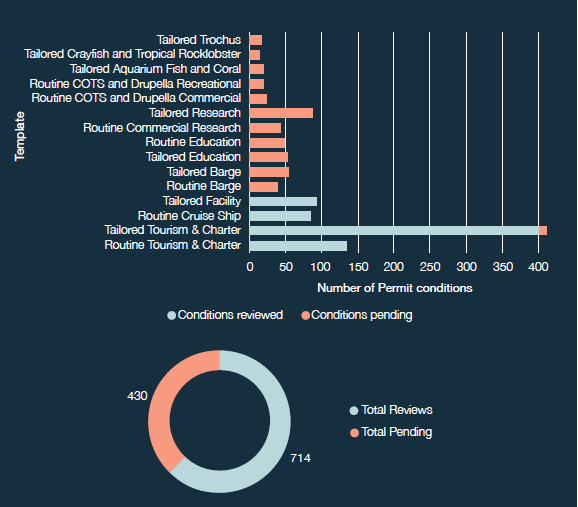 Template
Tailored Trochus
Tailored Crayfish and Tropical Rocklobster
Tailored Aquarium Fish and Coral
Routine COTS and Drupella Recreational
Routine COTS and Drupella Commercial
Tailored Research
Routine Commercial Research
Routine Education
Tailored Education
Tailored Barge
Routine Barge
Tailored Facility
Routine Cruise Ship
Tailored Tourism & Charter
Routine Tourism & Charter
0 50 100 150 200 250 300 350 400
Number of Permit conditions
Conditions reviewed Conditions pending
430
714
Total Reviews
Total Pending